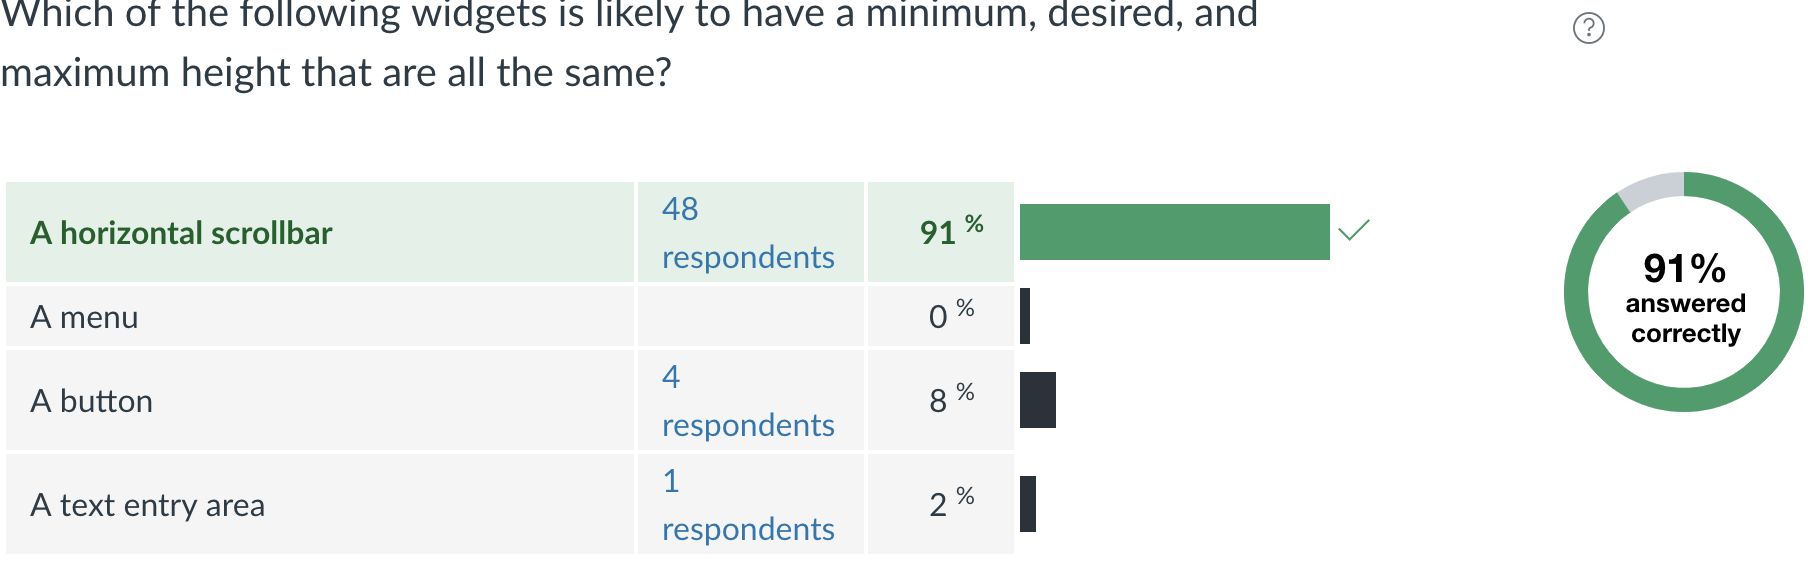 Which of the following widgets is likely to have a minimum, desired, and
maximum height that are all the same?
?
A horizontal scrollbar
48
respondents
91 %
A menu
0 %
A button
4
respondents
8 %
A text entry area
1
respondents
2 %
91%
answered
correctly